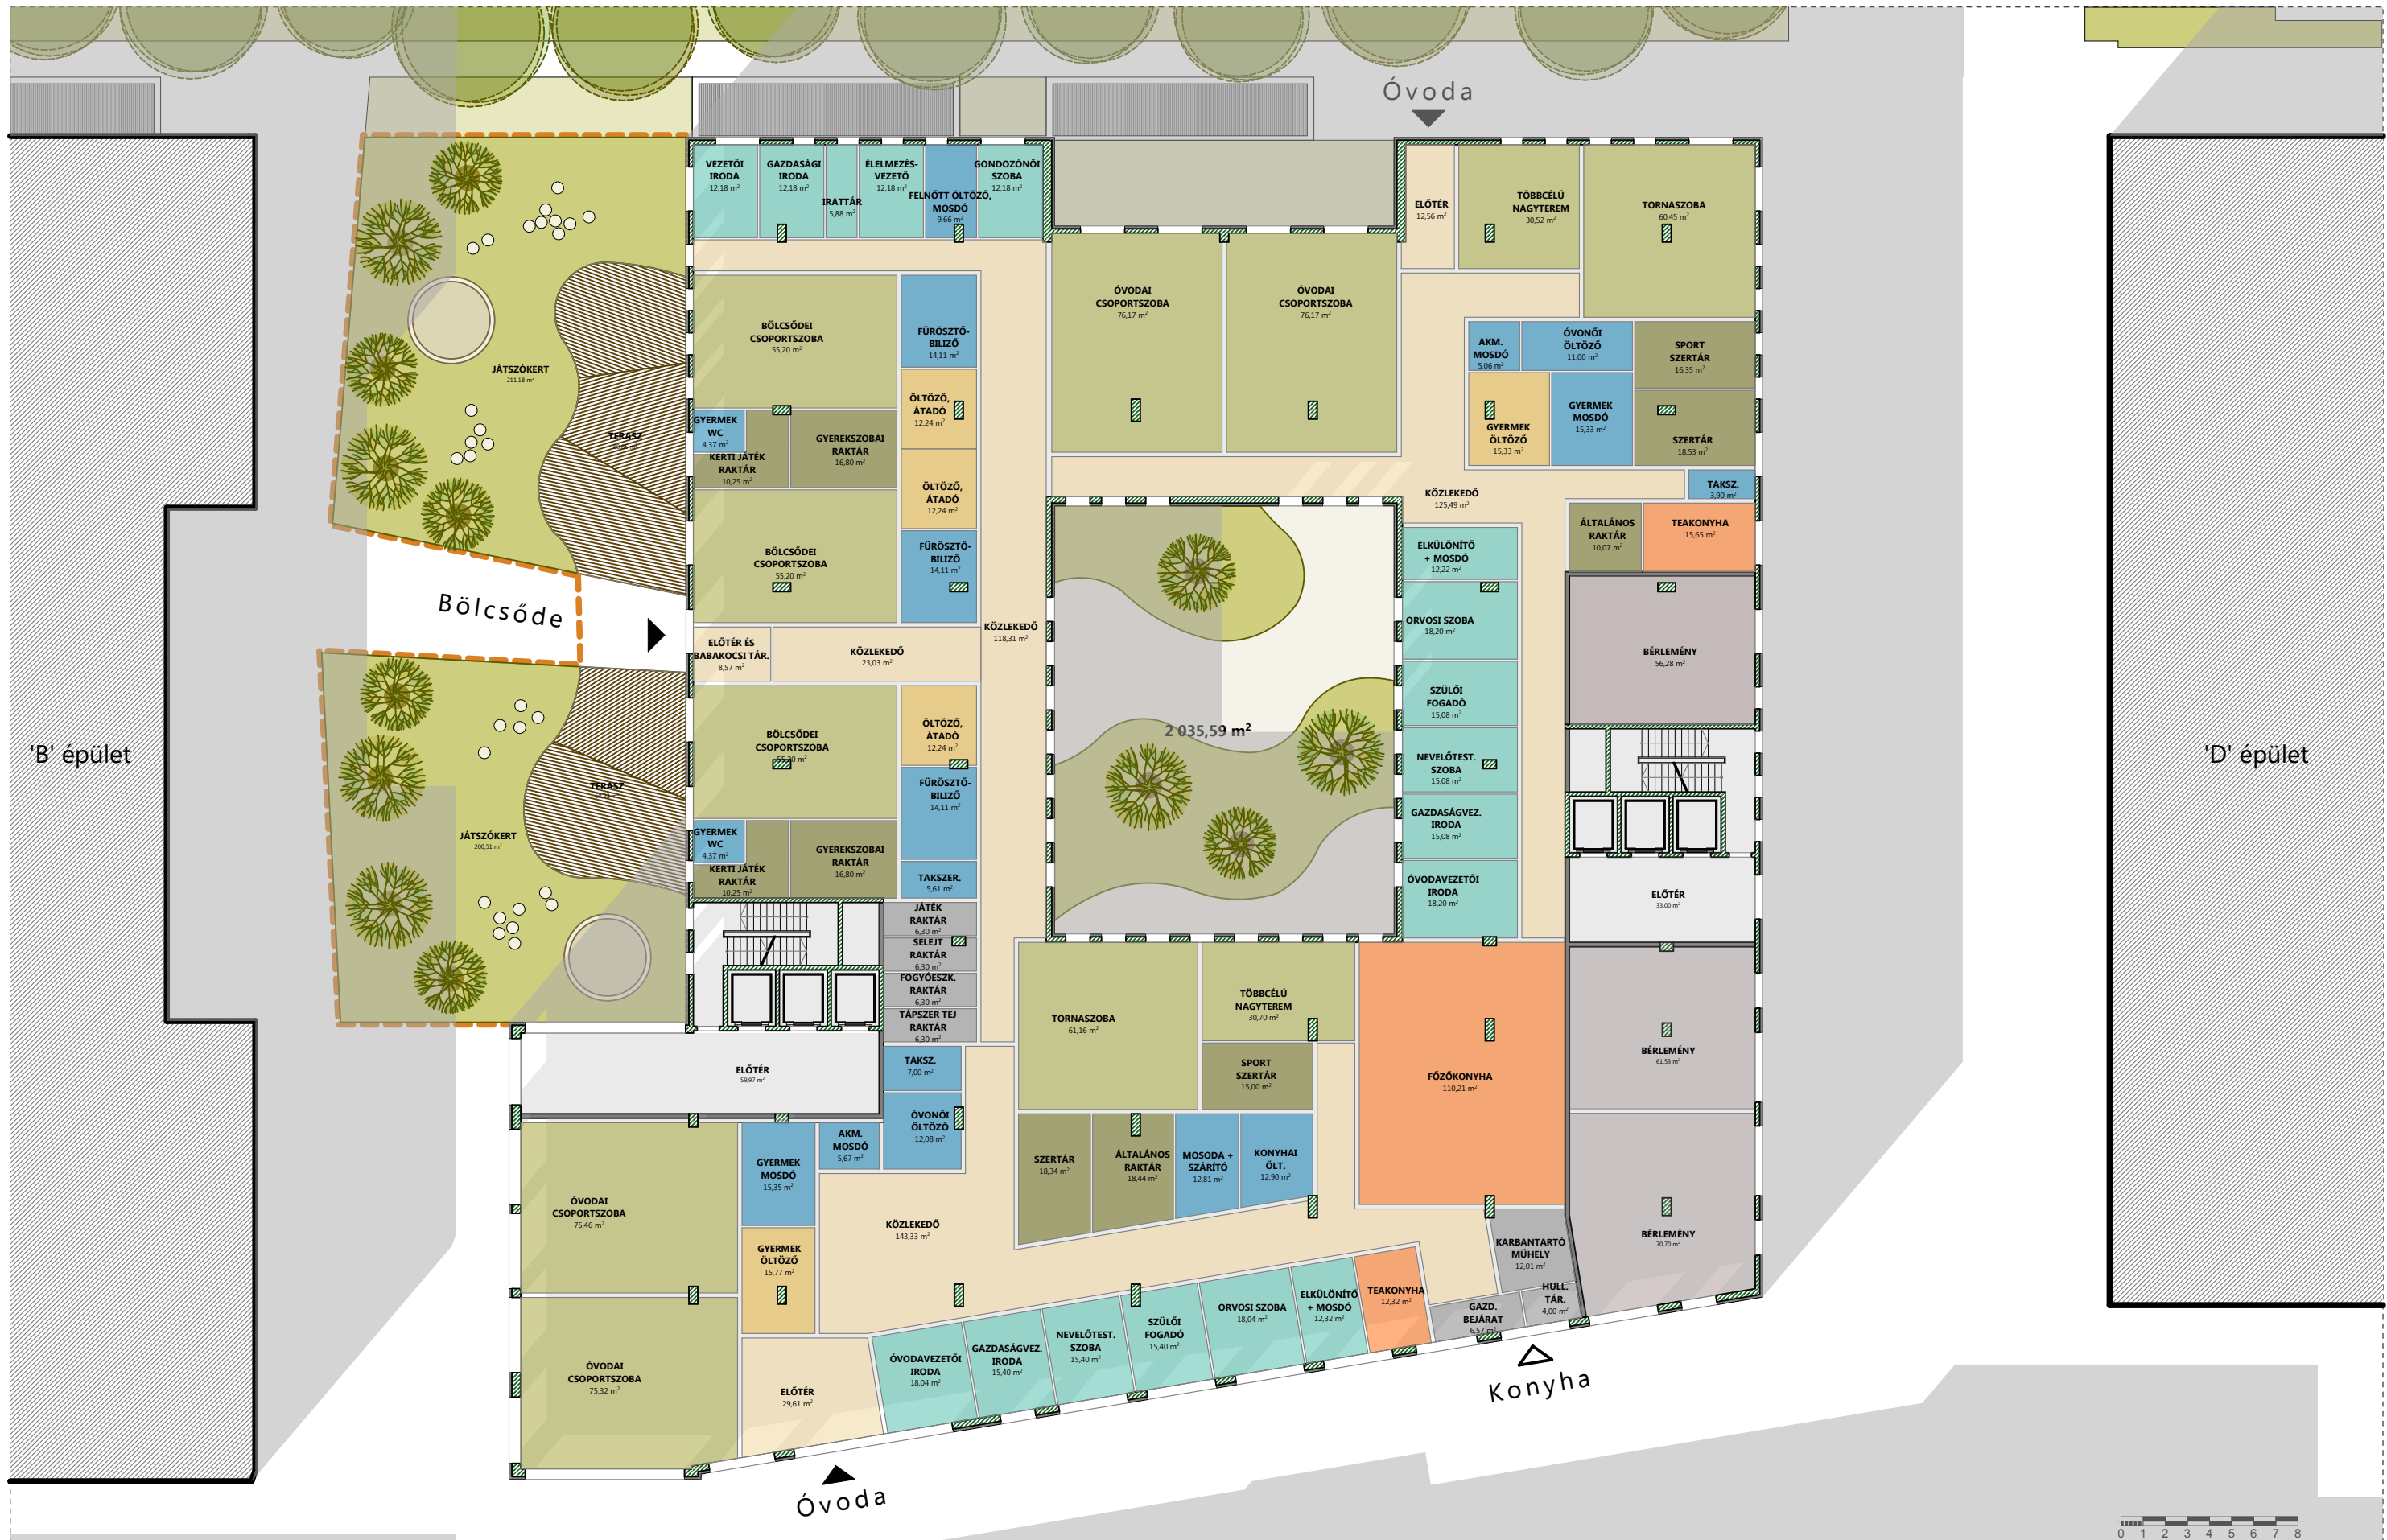 Óvoda
VEZETŐI
IRODA
12,18 m²
GAZDASÁGI
IRODA
12,18 m²
IRATTÁR
5,88 m²
ÉLELMEZÉS-
VEZETŐ
12,18 m²
FELNŐTT ÖLTÖZŐ,
MOSDÓ
9,66 m²
GONDOZÓNŐI
SZOBA
12,18 m²
ELŐTÉR
12,56 m²
TÖBBCÉLÚ
NAGYTEREM
30,52 m²
TORNASZOBA
60,45 m²
ÓVODAI
CSOPORTSZOBA
76,17 m²
ÓVODAI
CSOPORTSZOBA
76,17 m²
BÖLCSŐDEI
CSOPORTSZOBA
55,20 m²
FÜRÖSZTŐ-
BILIZŐ
14,11 m²
AKM.
MOSDÓ
5,06 m²
ÓVONŐI
ÖLTÖZŐ
11,00 m²
SPORT
SZERTÁR
16,35 m²
JÁTSZÓKERT
211,18 m²
TERASZ
GYERMEK
WC
4,37 m²
KERTI JÁTÉK
RAKTÁR
10,25 m²
GYEREKSZOBAI
RAKTÁR
16,80 m²
ÖLTÖZŐ,
ÁTADÓ
12,24 m²
GYERMEK
ÖLTÖZŐ
15,33 m²
GYERMEK
MOSDÓ
15,33 m²
SZERTÁR
18,53 m²
ÖLTÖZŐ,
ÁTADÓ
12,24 m²
KÖZLEKEDŐ
125,49 m²
TAKSZ.
3,90 m²
ÁLTALÁNOS
RAKTÁR
10,07 m²
TEAKONYHA
15,65 m²
BÖLCSŐDEI
CSOPORTSZOBA
55,20 m²
FÜRÖSZTŐ-
BILIZŐ
14,11 m²
ELKÜLÖNÍTŐ
+ MOSDÓ
12,22 m²
Bölcsőde
ELŐTÉR ÉS
BABAKOCSI TÁR.
8,57 m²
KÖZLEKEDŐ
23,03 m²
KÖZLEKEDŐ
118,31 m²
ORVOSI SZOBA
18,20 m²
BÉRLEMÉNY
56,28 m²
SZÜLŐI
FOGADÓ
15,08 m²
'B' épület
'D' épület
2 035,59 m²
BÖLCSŐDEI
CSOPORTSZOBA
55,20 m²
ÖLTÖZŐ,
ÁTADÓ
12,24 m²
NEVELŐTEST.
SZOBA
15,08 m²
TERASZ
FÜRÖSZTŐ-
BILIZŐ
14,11 m²
GAZDASÁGVEZ.
IRODA
15,08 m²
JÁTSZÓKERT
200,51 m²
GYERMEK
WC
4,37 m²
KERTI JÁTÉK
RAKTÁR
10,25 m²
GYEREKSZOBAI
RAKTÁR
16,80 m²
TAKSZER.
5,61 m²
ÓVODAVEZETŐI
IRODA
18,20 m²
ELŐTÉR
33,00 m²
JÁTÉK
RAKTÁR
6,30 m²
SELEJT
RAKTÁR
6,30 m²
FOGYÓESZK.
RAKTÁR
6,30 m²
TÁPSZER TEJ
RAKTÁR
6,30 m²
TORNASZOBA
61,16 m²
TÖBBCÉLÚ
NAGYTEREM
30,70 m²
BÉRLEMÉNY
61,53 m²
ELŐTÉR
59,97 m²
TAKSZ.
7,00 m²
SPORT
SZERTÁR
15,00 m²
FŐZŐKONYHA
110,21 m²
ÓVONŐI
ÖLTÖZŐ
12,08 m²
AKM.
MOSDÓ
5,67 m²
GYERMEK
MOSDÓ
15,35 m²
SZERTÁR
18,34 m²
ÁLTALÁNOS
RAKTÁR
18,44 m²
MOSODA +
SZÁRÍTÓ
12,81 m²
KONYHAI
ÖLT.
12,90 m²
ÓVODAI
CSOPORTSZOBA
75,46 m²
KÖZLEKEDŐ
143,33 m²
BÉRLEMÉNY
70,70 m²
GYERMEK
ÖLTÖZŐ
15,77 m²
KARBANTARTÓ
MŰHELY
12,01 m²
HULL.
TÁR.
4,00 m²
GAZD.
BEJÁRAT
6,57 m²
TEAKONYHA
12,32 m²
ELKÜLÖNÍTŐ
+ MOSDÓ
12,32 m²
ORVOSI SZOBA
18,04 m²
SZÜLŐI
FOGADÓ
15,40 m²
NEVELŐTEST.
SZOBA
15,40 m²
GAZDASÁGVEZ.
IRODA
15,40 m²
ÓVODAVEZETŐI
IRODA
18,04 m²
ÓVODAI
CSOPORTSZOBA
75,32 m²
ELŐTÉR
29,61 m²
Konyha
Óvoda
0 1 2 3 4 5 6 7 8